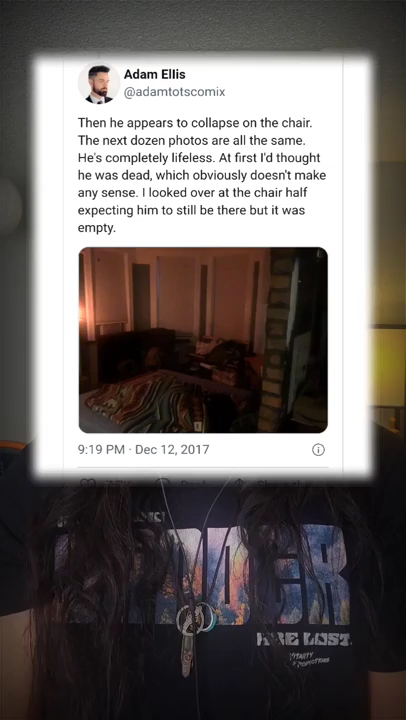 Adam Ellis
@adamtotscomix
Then he appears to collapse on the chair.
The next dozen photos are all the same.
He's completely lifeless. At first I'd thought
he was dead, which obviously doesn't make
any sense. I looked over at the chair half
expecting him to still be there but it was
empty.
9:19 PM · Dec 12, 2017
ARE LOST.